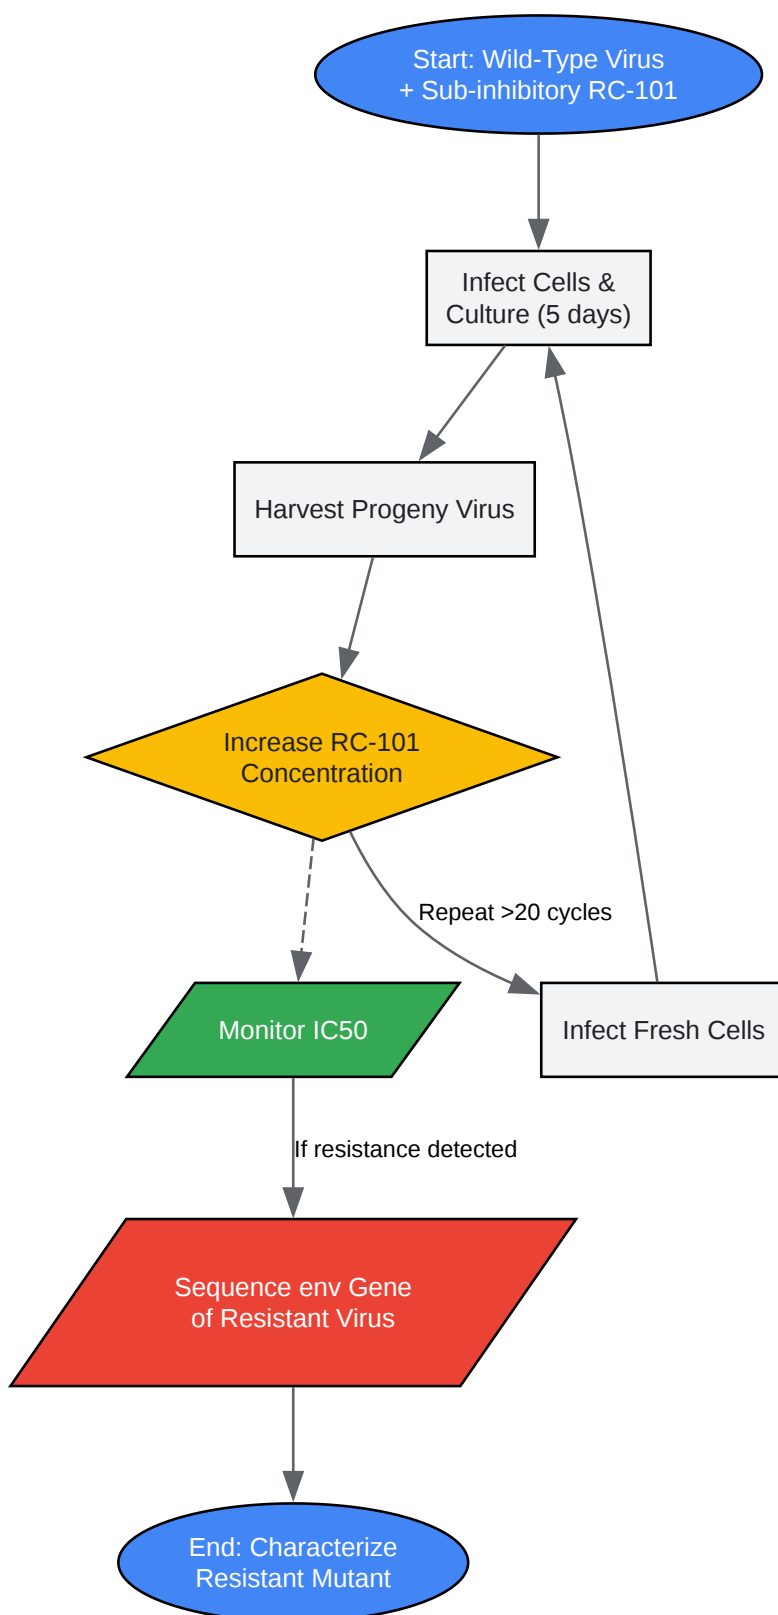 Start: Wild-Type Virus
+ Sub-inhibitory RC-101
Infect Cells &
Culture (5 days)
Harvest Progeny Virus
Increase RC-101
Concentration
Repeat >20 cycles
Monitor IC50
Infect Fresh Cells
If resistance detected
Sequence env Gene
of Resistant Virus
End: Characterize
Resistant Mutant